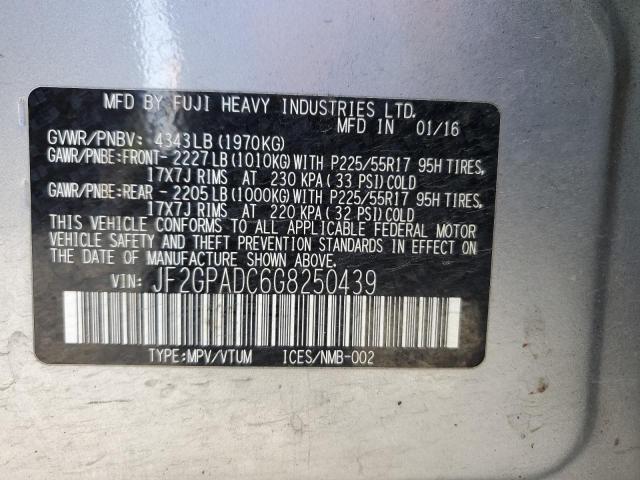 MFD BY FUJI HEAVY INDUSTRIES LTD.
MFD IN 01/16
GVWR/PNBV: 4343LB (1970KG)
GAWR/PNBE:FRONT- 2227LB(1010KG)WITH P225/55R17 95H TIRES,
17X7J RIMS AT 230 KPA (33 PSI)COLD
GAWR/PNBE:REAR - 2205LB(1000KG)WITH P225/55R17 95H TIRES,
17X7J RIMS AT 220 KPA (32 PSI)COLD
THIS VEHICLE CONFORMS TO ALL APPLICABLE FEDERAL MOTOR
VEHICLE SAFETY AND THEFT PREVENTION STANDARDS IN EFFECT ON
THE DATE OF MANUFACTURE SHOWN ABOVE.
VIN: JF2GPADC6G8250439
TYPE:MPV/VTUM ICES/NMB-002